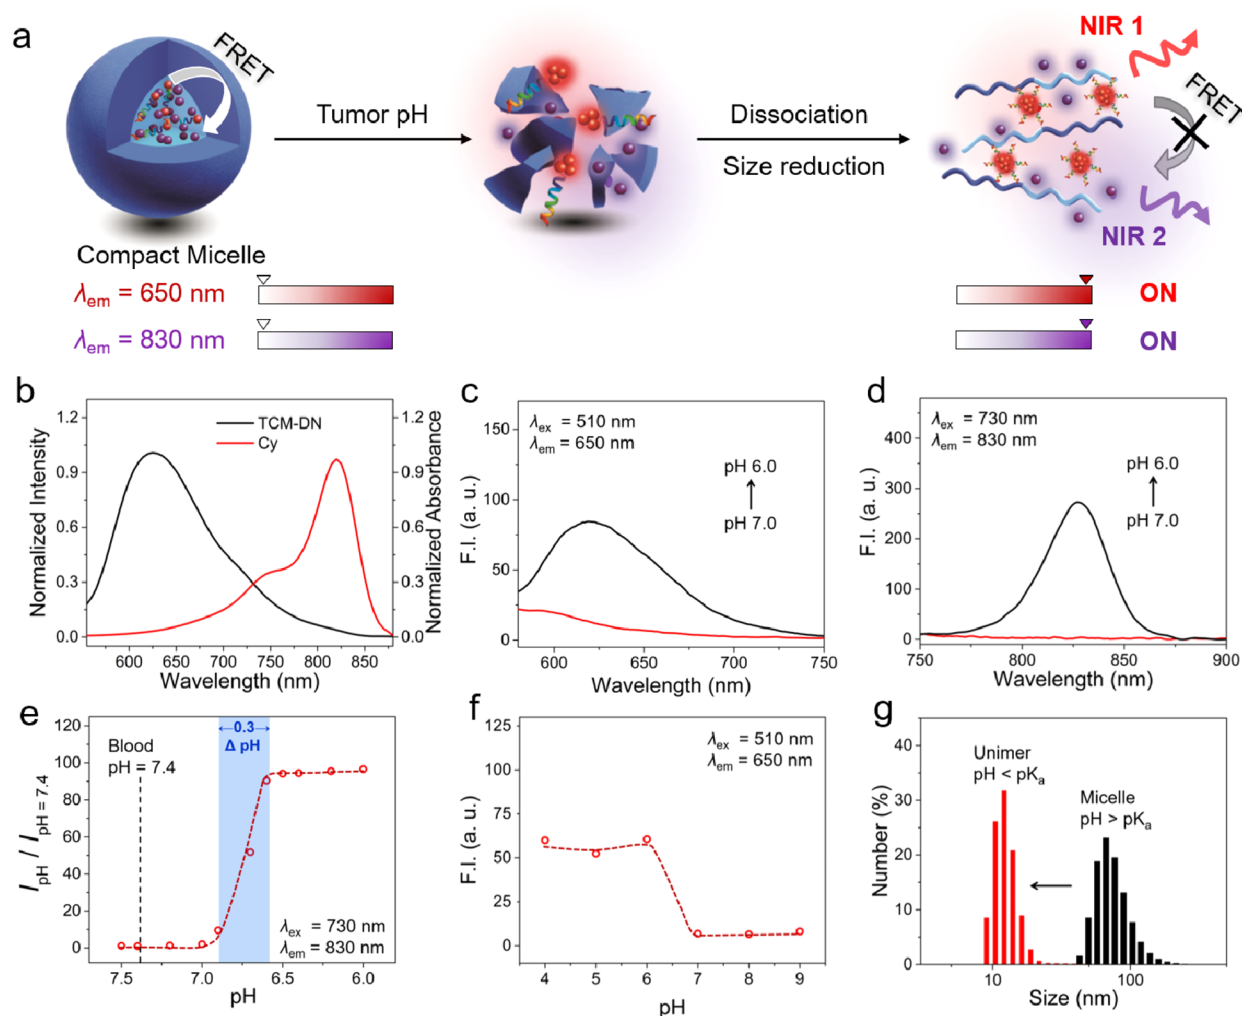 a
FRET
Tumor pH
Dissociation
Size reduction
NIR 1
FRET
NIR 2
Compact Micelle
λem = 650 nm
ON
λem = 830 nm
ON
b
1.2
0.9
0.6
0.3
0.0
Normalized Intensity
TCM-DN
Cy
1.2
0.9
0.6
0.3
0.0
Normalized Absorbance
600 650 700 750 800 850
Wavelength (nm)
c
λex = 510 nm
λem = 650 nm
150
100
50
0
F.I. (a. u.)
pH 6.0
pH 7.0
600 650 700 750
Wavelength (nm)
d
λex = 730 nm
λem = 830 nm
400
300
200
100
0
F.I. (a. u.)
pH 6.0
pH 7.0
750 800 850 900
Wavelength (nm)
e
120
100
80
60
40
20
0
IpH / IpH = 7.4
Blood
pH = 7.4
0.3
Δ pH
λex = 730 nm
λem = 830 nm
7.5 7.0 6.5 6.0
pH
f
λex = 510 nm
λem = 650 nm
100
75
50
25
0
F.I. (a. u.)
4 5 6 7 8 9
pH
g
40
30
20
10
0
Number (%)
Unimer
pH < pKa
Micelle
pH > pKa
10 100
Size (nm)